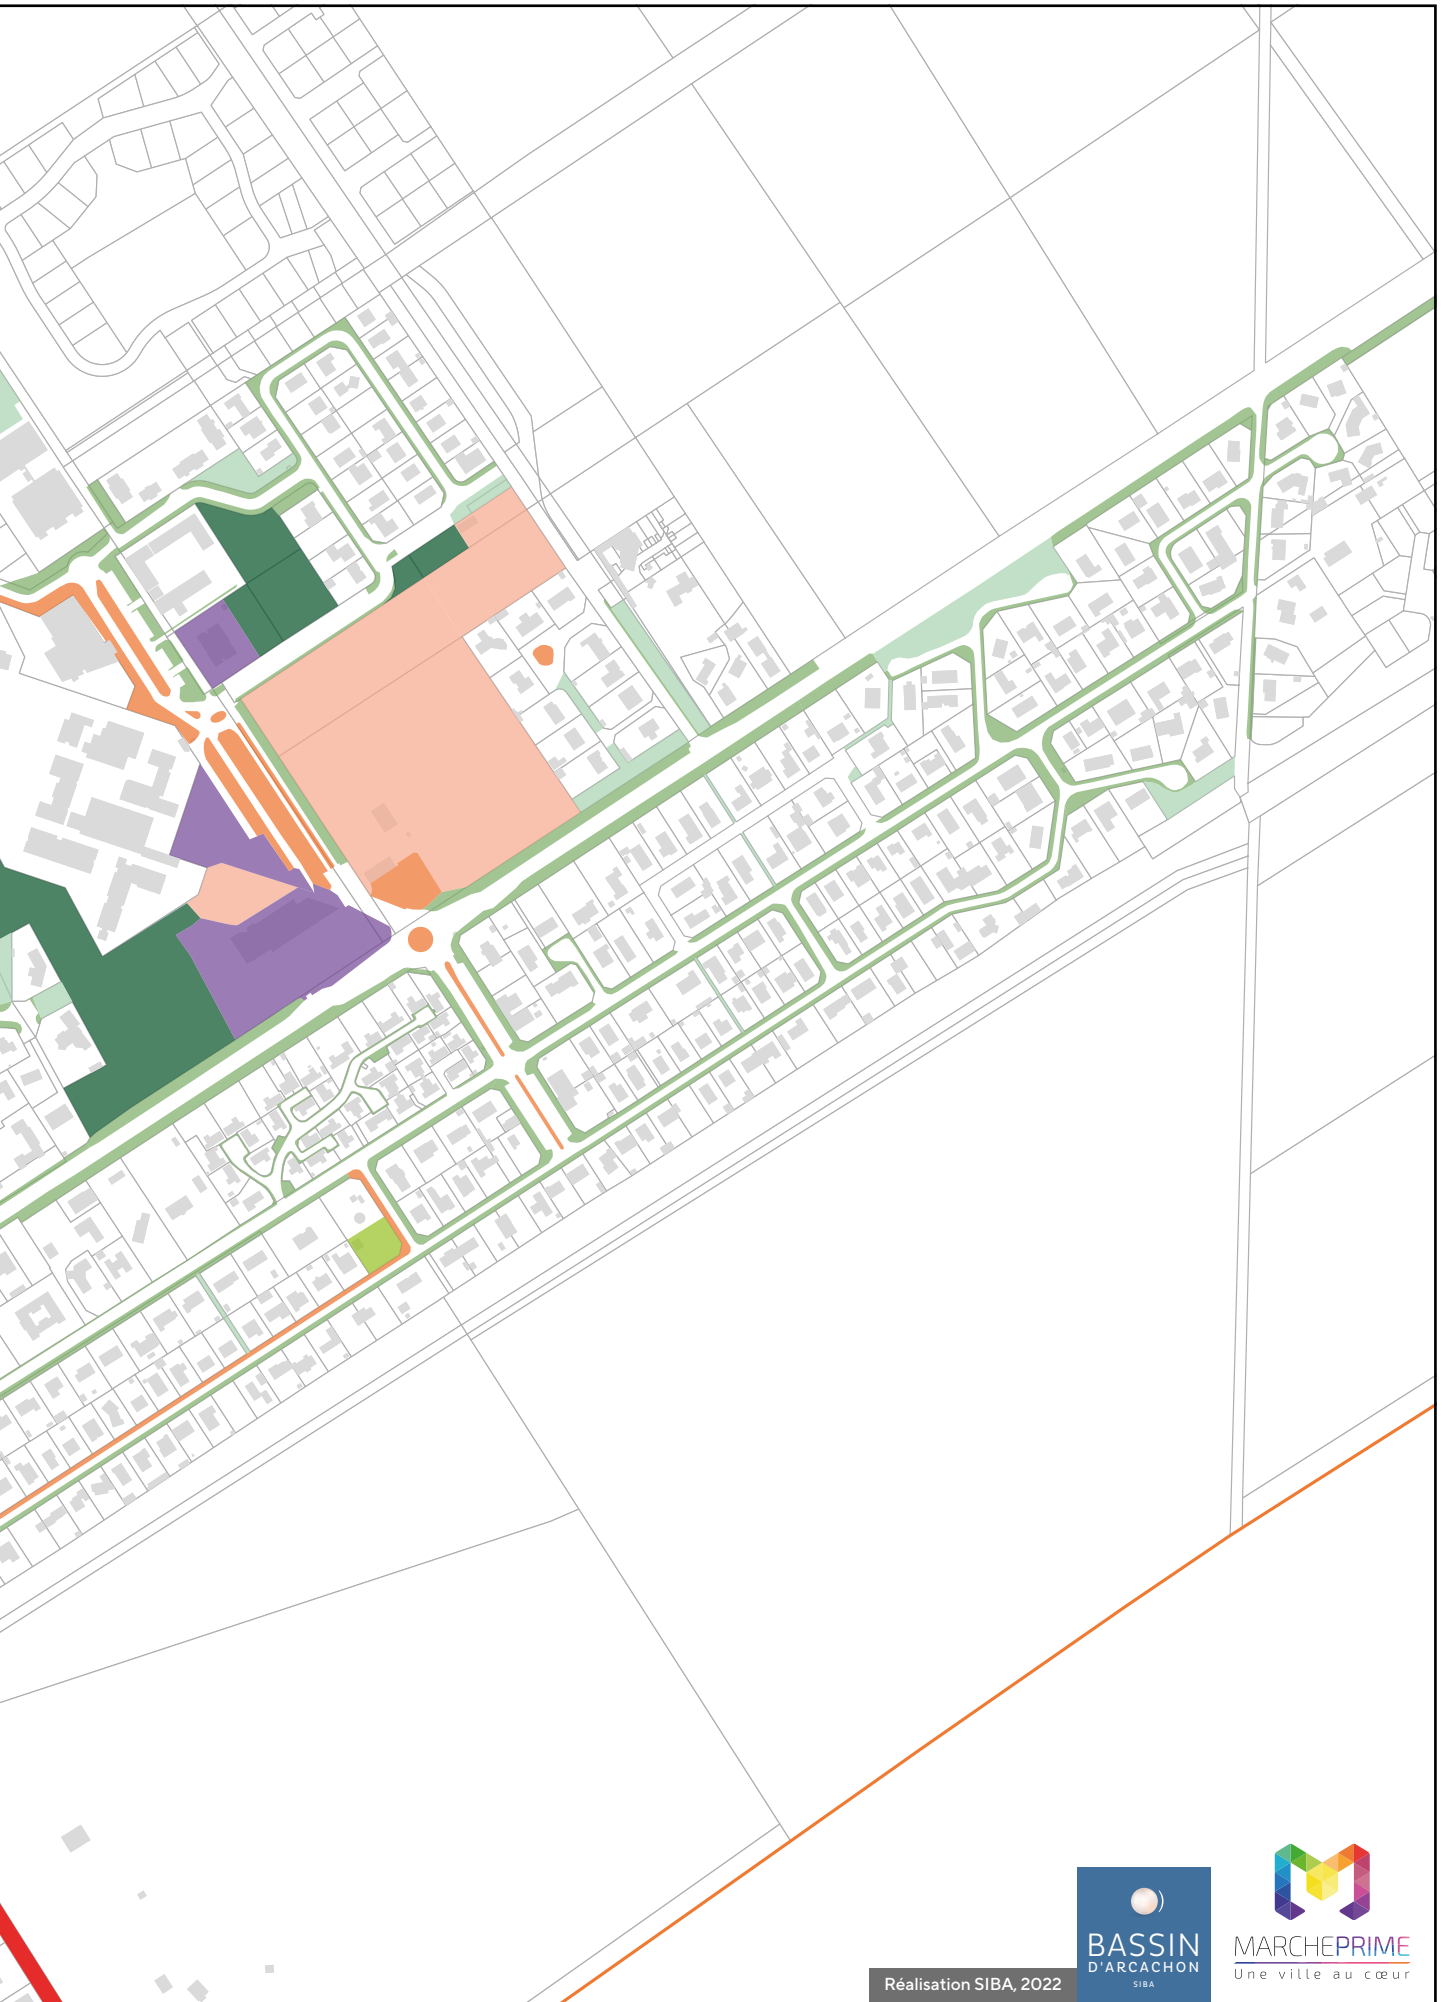 Réalisation SIBA, 2022
BASSIN
D'ARCACHON
SIBA
MARCHEPRIME
Une ville au cœur